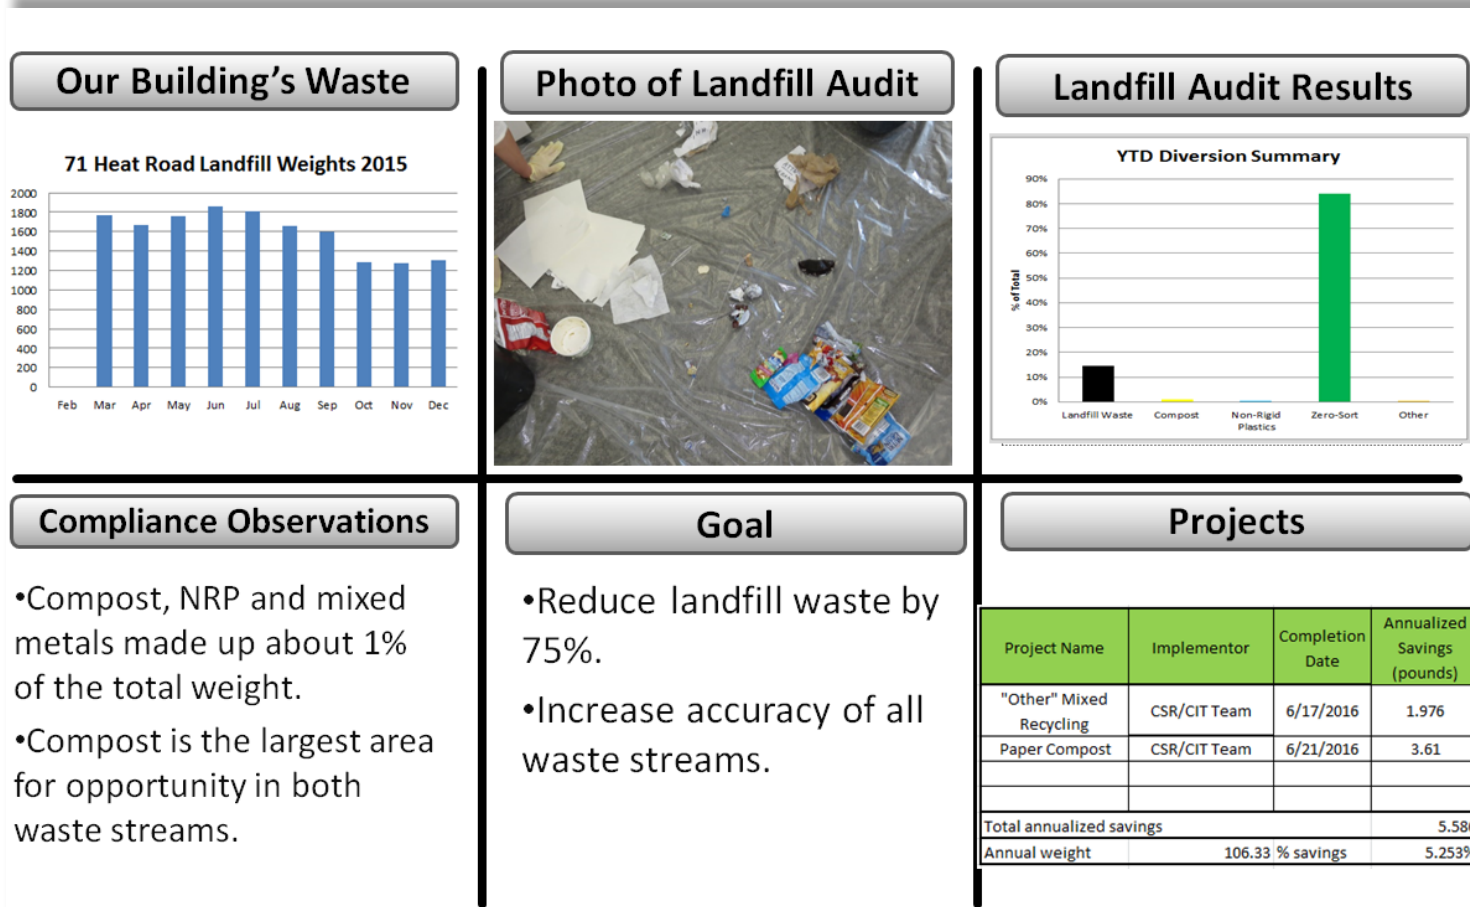 Our Building's Waste
71 Heat Road Landfill Weights 2015
2000
1800
1600
1400
1200
1000
800
600
400
200
0
Feb Mar Apr May Jun Jul Aug Sep Oct Nov Dec
Photo of Landfill Audit
Landfill Audit Results
YTD Diversion Summary
% of Total
90%
80%
70%
60%
50%
40%
30%
20%
10%
0%
Landfill Waste Compost Non-Rigid Plastics Zero-Sort Other
Compliance Observations
•Compost, NRP and mixed
metals made up about 1%
of the total weight.
•Compost is the largest area
for opportunity in both
waste streams.
Goal
•Reduce landfill waste by
75%.
•Increase accuracy of all
waste streams.
Projects
Project Name Implementor Completion Date Annualized Savings (pounds)
"Other" Mixed Recycling CSR/CIT Team 6/17/2016 1.976
Paper Compost CSR/CIT Team 6/21/2016 3.61
Total annualized savings 5.58
Annual weight 106.33 % savings 5.253%